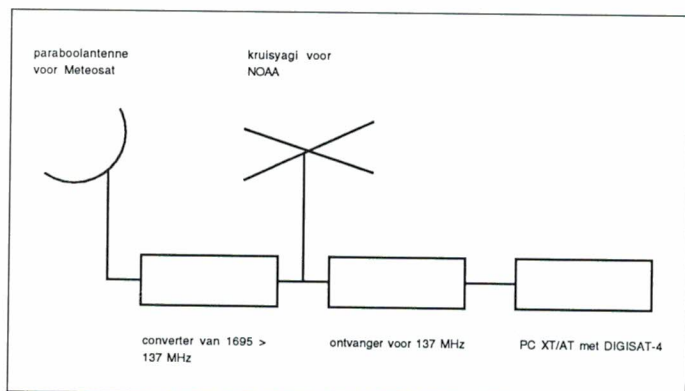 paraboolantenne
voor Meteosat
kruisyagi voor
NOAA
converter van 1695 >
137 MHz
ontvanger voor 137 MHz
PC XT/AT met DIGISAT-4